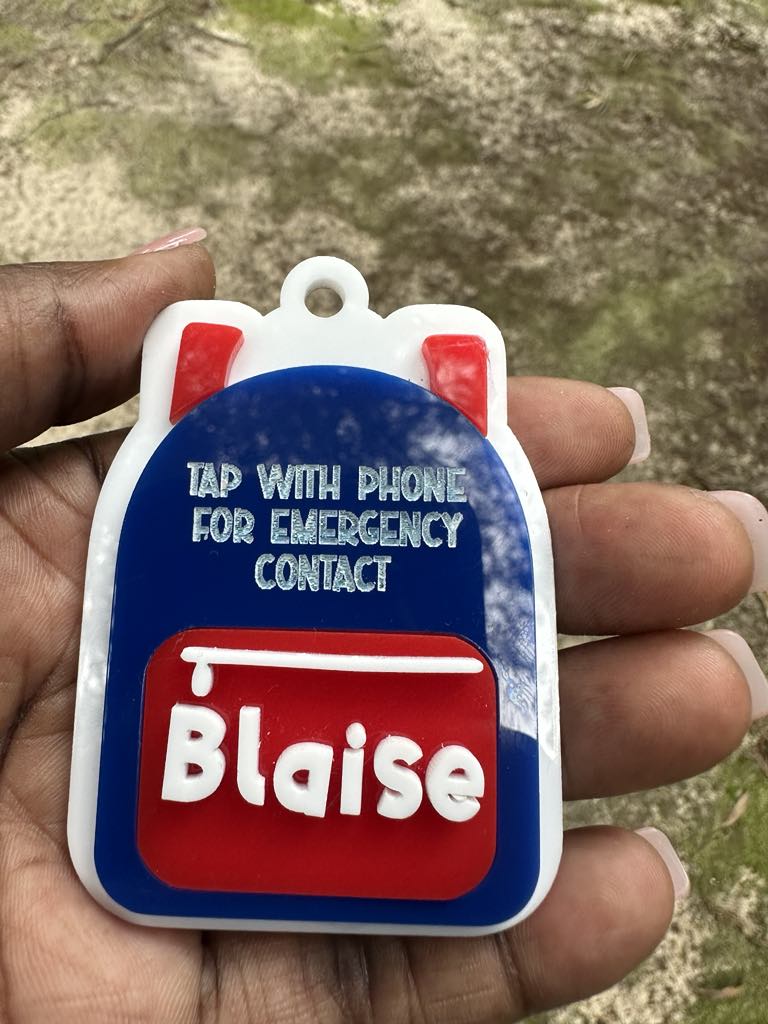 TAP WITH PHONE
FOR EMERGENCY
CONTACT
Blaise